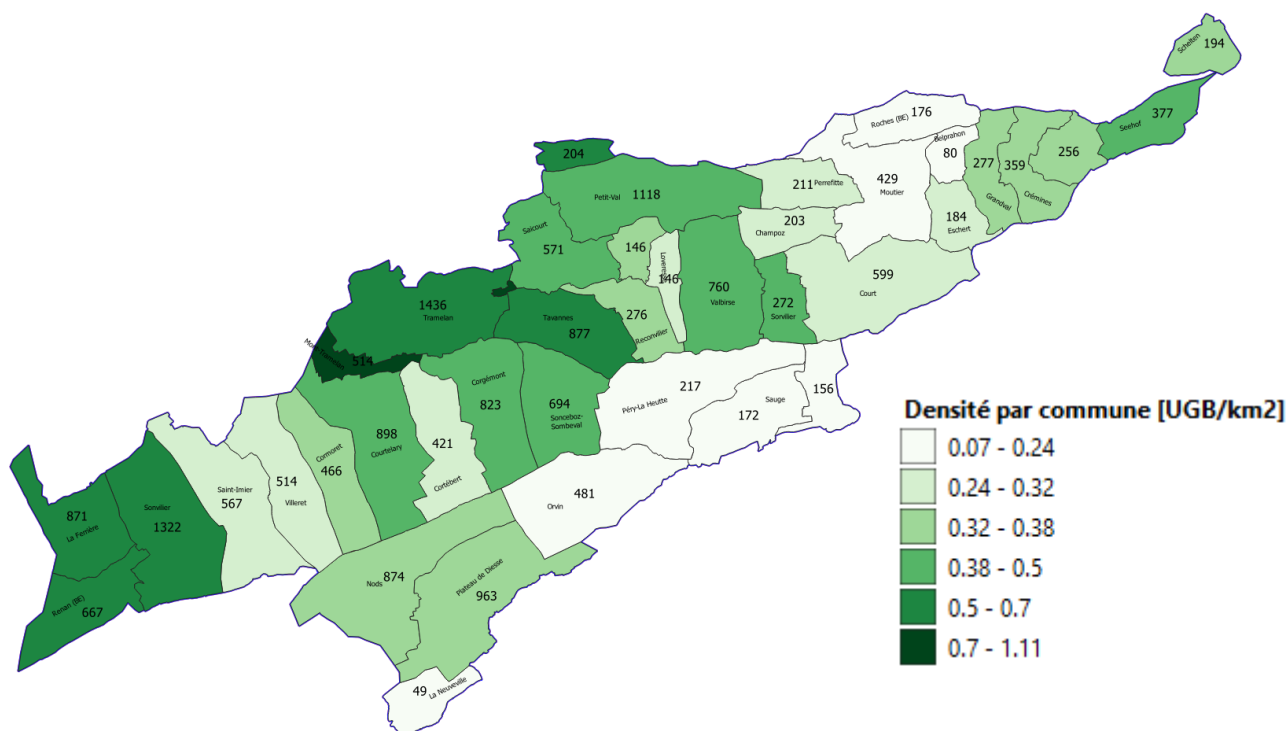 Schelten 194
Seehof 377
Roches (BE) 176
Belprahon
80
204
277
359
256
429
Moutier
211 Perrefitte
Petit-Val 1118
Grandval
Crémines
184
Eschert
203
Champoz
Saicourt
571
146
Loveresse
146
599
Court
760
Valbirse
272
Sorvilier
1436
Tramelan
Tavannes
877
276
Reconvilier
514
Corgémont
823
694
Sonceboz-
Sombeval
217
Péry-La Heutte
Sauge
172
156
898
Courtelary
421
Cortébert
Cormoret
466
514
Villeret
Saint-Imier
567
Sonvilier
1322
871
La Ferrière
Renan (BE)
667
481
Orvin
Nods 874
Plateau de Diesse
963
49 La Neuveville
Densité par commune [UGB/km2]
0.07 - 0.24
0.24 - 0.32
0.32 - 0.38
0.38 - 0.5
0.5 - 0.7
0.7 - 1.11